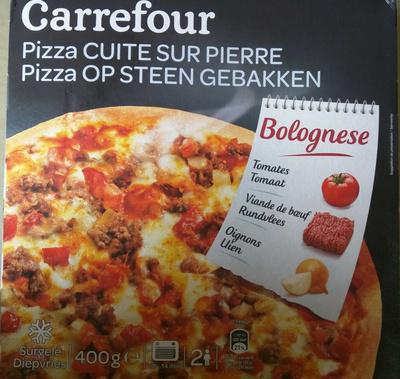 Carrefour
Pizza CUITE SUR PIERRE
Pizza OP STEEN GEBAKKEN
Bolognese
Tomates
Tomaat
Viande de bœuf
Rundvlees
Oignons
Uien
Surgelé
Diepvries
400g e
2